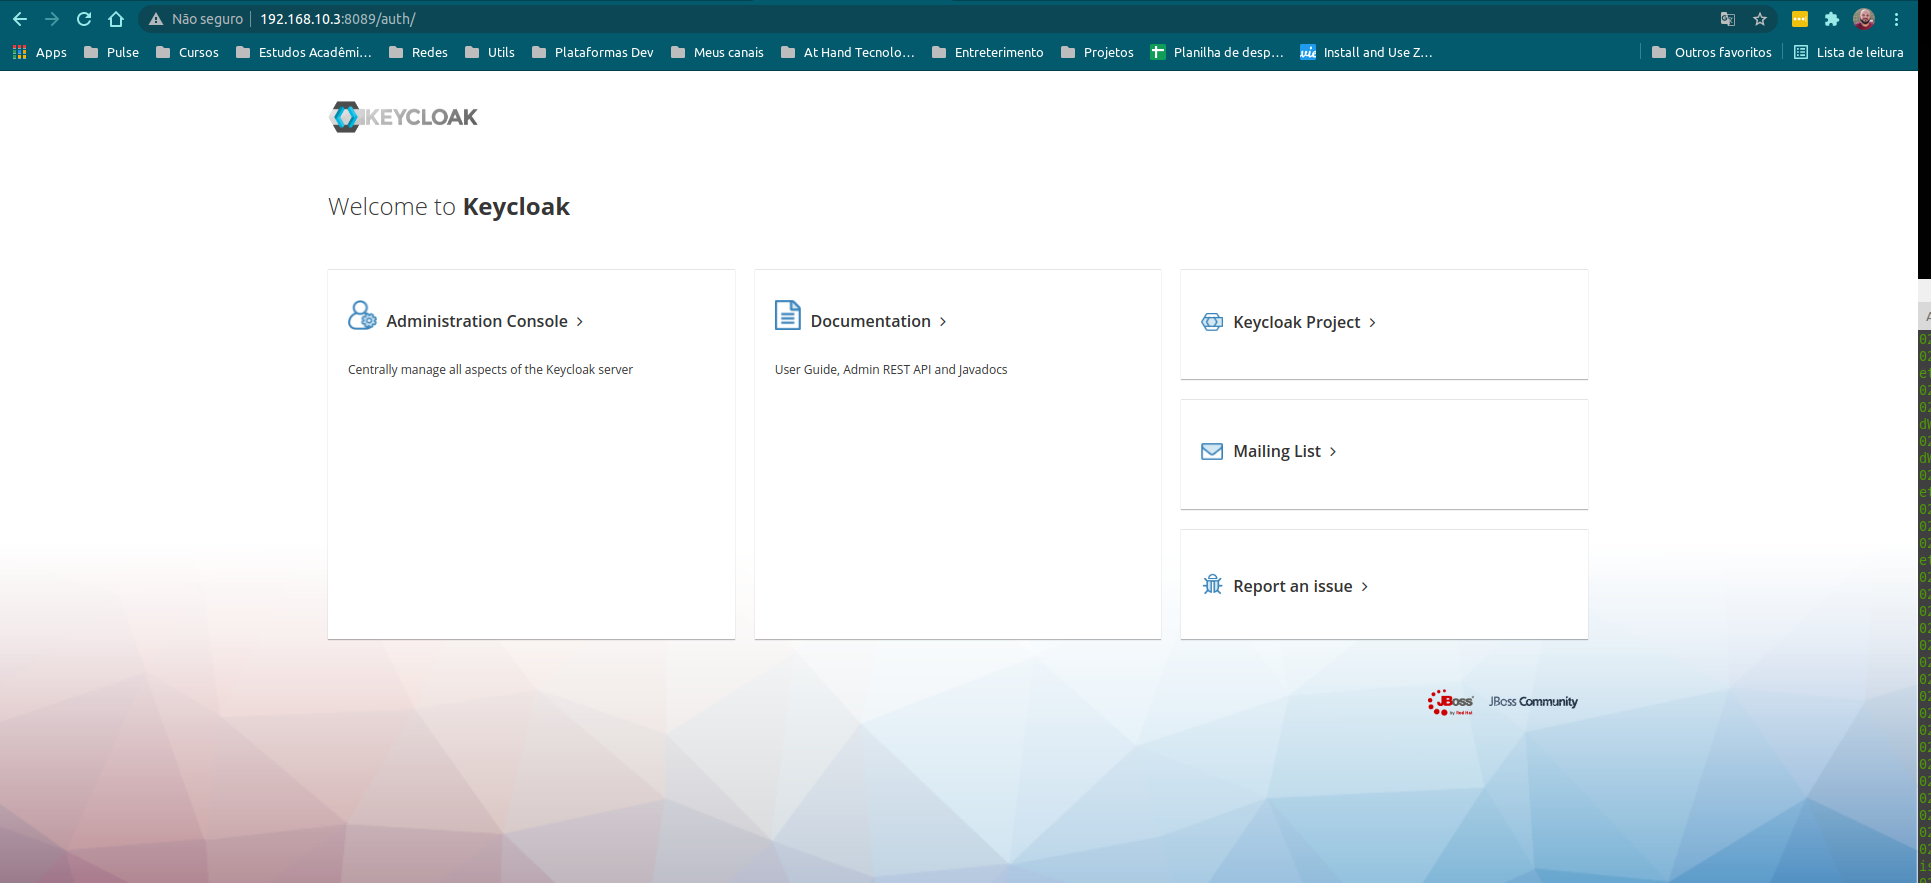 Não seguro 192.168.10.3:8089/auth/
Apps Pulse Cursos Estudos Acadêmi... Redes Utils Plataformas Dev Meus canais At Hand Tecnolo... Entreterimento Projetos Planilha de desp... Install and Use Z... Outros favoritos Lista de leitura
KEYCLOAK
Welcome to Keycloak
Administration Console
Centrally manage all aspects of the Keycloak server
Documentation
User Guide, Admin REST API and Javadocs
Keycloak Project
Mailing List
Report an issue
JBoss by Red Hat JBoss Community